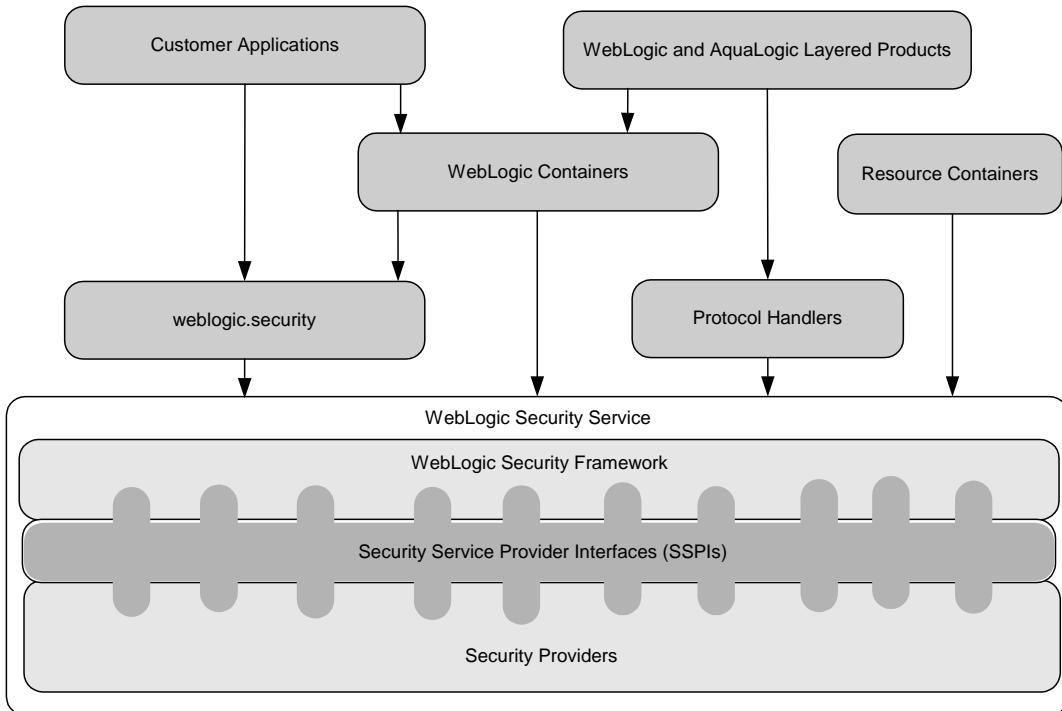 Customer Applications
WebLogic and AquaLogic Layered Products
WebLogic Containers
Resource Containers
weblogic.security
Protocol Handlers
WebLogic Security Service
WebLogic Security Framework
Security Service Provider Interfaces (SSPIs)
Security Providers